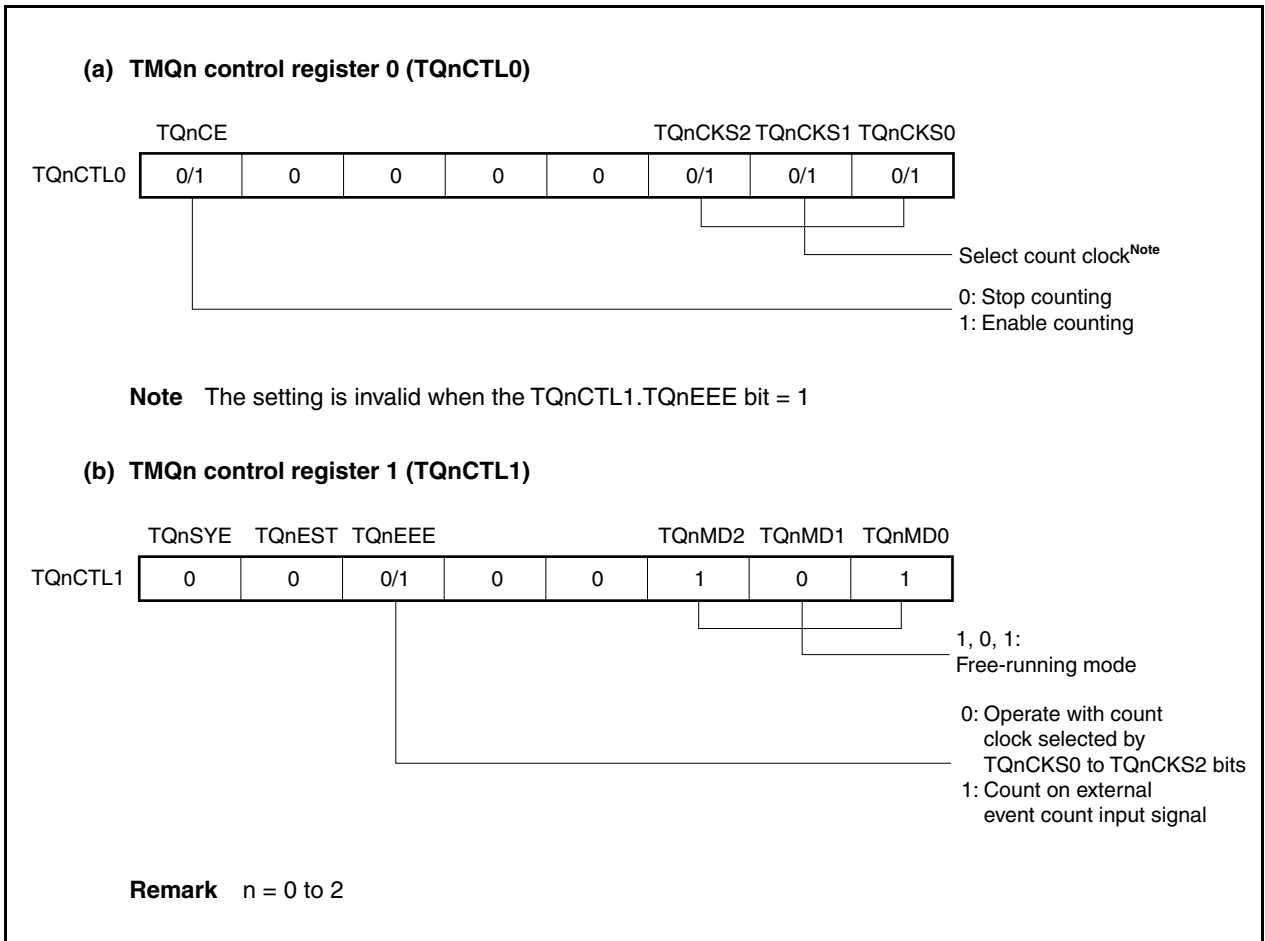 (a) TMQn control register 0 (TQnCTL0)
TQnCE TQnCKS2 TQnCKS1 TQnCKS0
TQnCTL0 0/1 0 0 0 0 0/1 0/1 0/1
Select count clockNote
0: Stop counting
1: Enable counting
Note The setting is invalid when the TQnCTL1.TQnEEE bit = 1
(b) TMQn control register 1 (TQnCTL1)
TQnSYE TQnEST TQnEEE TQnMD2 TQnMD1 TQnMD0
TQnCTL1 0 0 0/1 0 0 1 0 1
1, 0, 1:
Free-running mode
0: Operate with count
clock selected by
TQnCKS0 to TQnCKS2 bits
1: Count on external
event count input signal
Remark n = 0 to 2